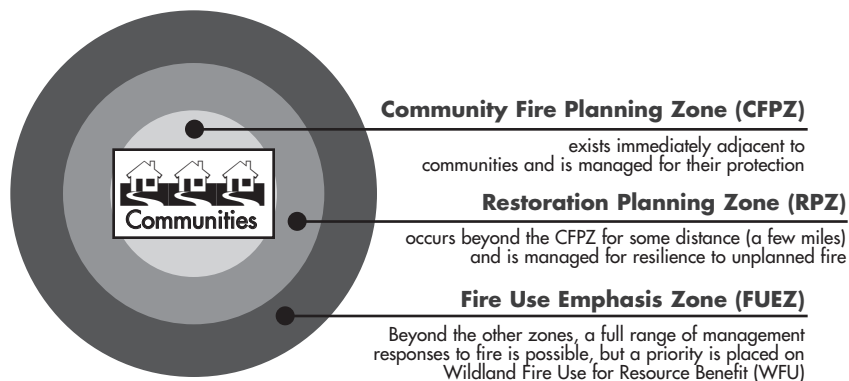 Community Fire Planning Zone (CFPZ)
exists immediately adjacent to
communities and is managed for their protection
Communities
Restoration Planning Zone (RPZ)
occurs beyond the CFPZ for some distance (a few miles)
and is managed for resilience to unplanned fire
Fire Use Emphasis Zone (FUEZ)
Beyond the other zones, a full range of management
responses to fire is possible, but a priority is placed on
Wildland Fire Use for Resource Benefit (WFU)